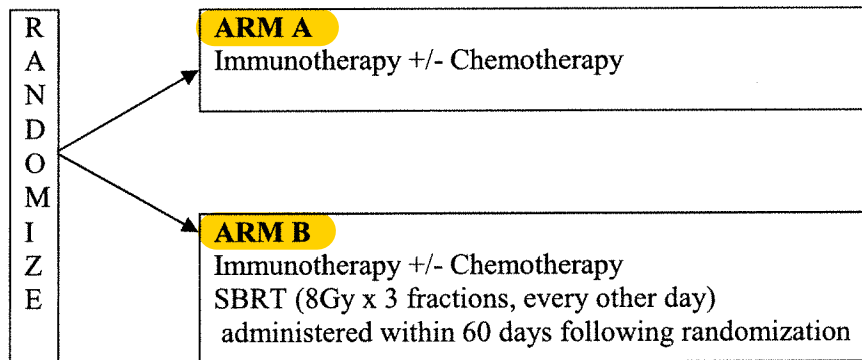 RANDOMIZE
ARM A
Immunotherapy +/- Chemotherapy
ARM B
Immunotherapy +/- Chemotherapy
SBRT (8Gy x 3 fractions, every other day)
administered within 60 days following randomization